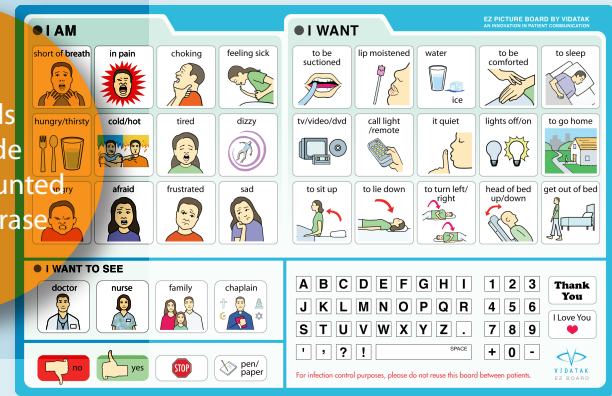 EZ PICTURE BOARD BY VIDATAK
AN INNOVATION IN PATIENT COMMUNICATION
I AM
short of breath
in pain
choking
feeling sick
hungry/thirsty
cold/hot
tired
dizzy
angry
afraid
frustrated
sad
I WANT
to be
suctioned
lip moistened
water
ice
to be
comforted
to sleep
tv/video/dvd
call light
/remote
it quiet
lights off/on
to go home
to sit up
to lie down
to turn left/
right
head of bed
up/down
get out of bed
I WANT TO SEE
doctor
nurse
family
chaplain
no
yes
STOP
pen/
paper
A B C D E F G H I 1 2 3
J K L M N O P Q R 4 5 6
S T U V W X Y Z . 7 8 9
' , ? ! SPACE + 0 -
Thank
You
I Love You
For infection control purposes, please do not reuse this board between patients.
VIDATAK
EZ BOARD